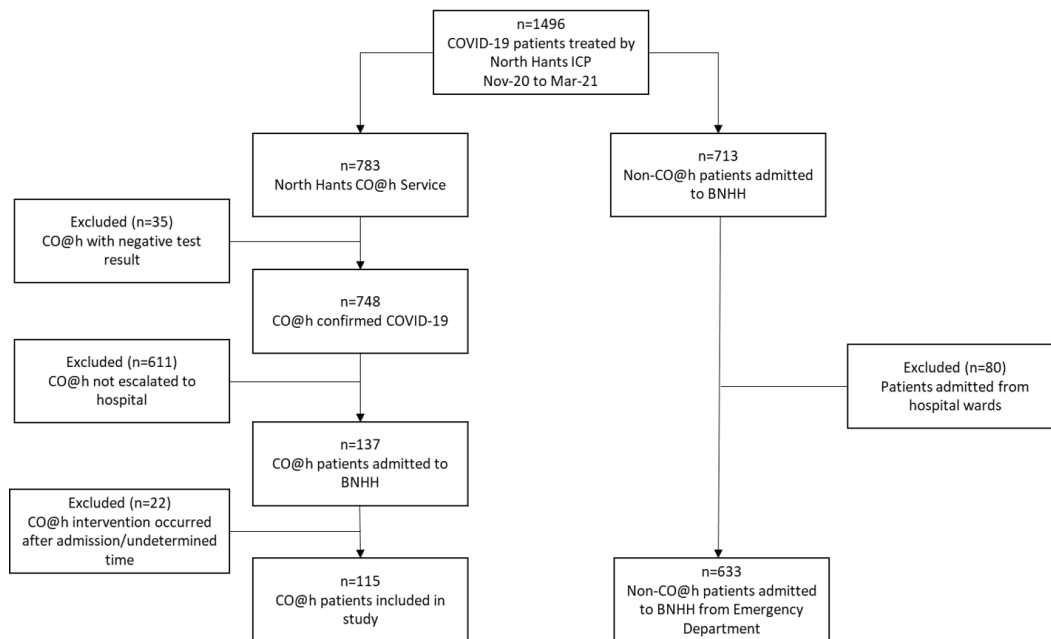 n=1496
COVID-19 patients treated by
North Hants ICP
Nov-20 to Mar-21
n=783
North Hants CO@h Service
n=713
Non-CO@h patients admitted
to BNHH
Excluded (n=35)
CO@h with negative test
result
n=748
CO@h confirmed COVID-19
Excluded (n=611)
CO@h not escalated to
hospital
Excluded (n=80)
Patients admitted from
hospital wards
n=137
CO@h patients admitted to
BNHH
Excluded (n=22)
CO@h intervention occurred
after admission/undetermined
time
n=115
CO@h patients included in
study
n=633
Non-CO@h patients admitted
to BNHH from Emergency
Department